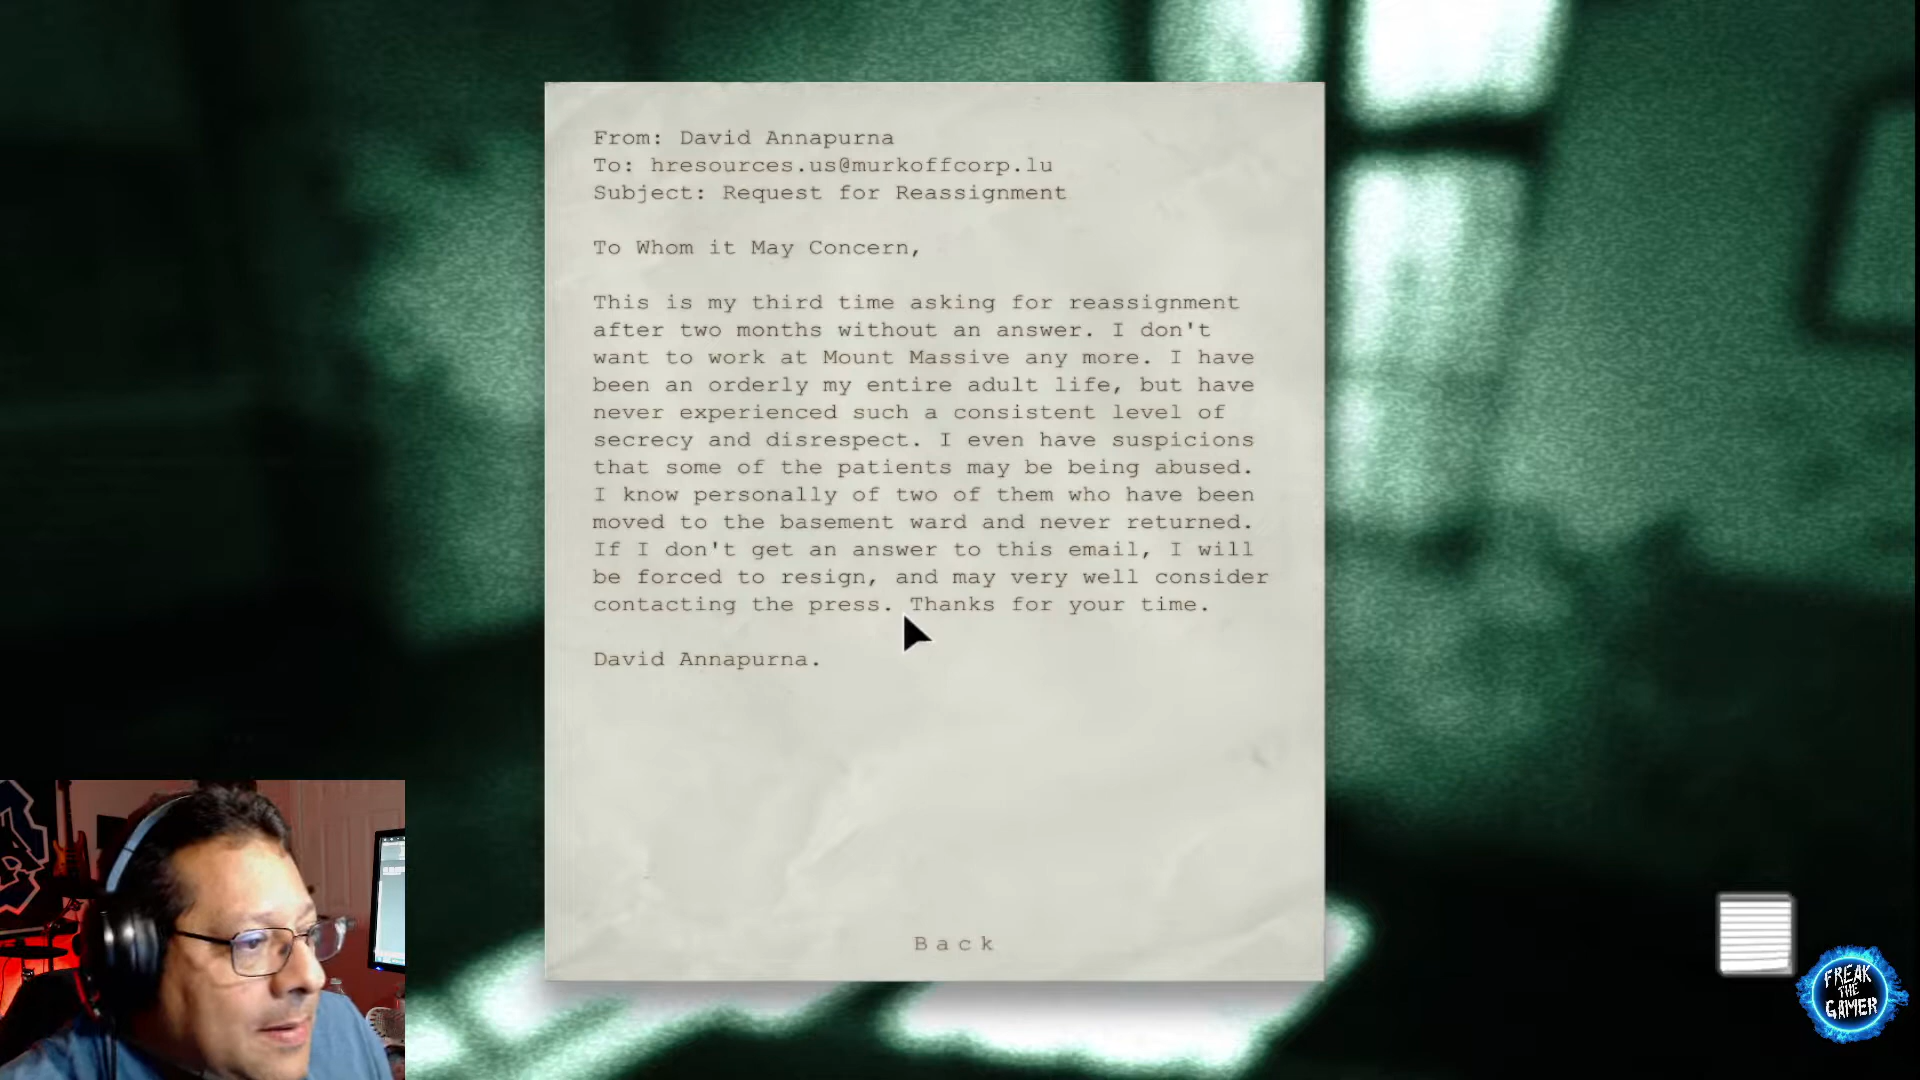 From: David Annapurna
To: hresources.us@murkoffcorp.lu
Subject: Request for Reassignment
To Whom it May Concern,
This is my third time asking for reassignment
after two months without an answer. I don't
want to work at Mount Massive any more. I have
been an orderly my entire adult life, but have
never experienced such a consistent level of
secrecy and disrespect. I even have suspicions
that some of the patients may be being abused.
I know personally of two of them who have been
moved to the basement ward and never returned.
If I don't get an answer to this email, I will
be forced to resign, and may very well consider
contacting the press. Thanks for your time.
David Annapurna.
Back
FREAK
THE
GAMER